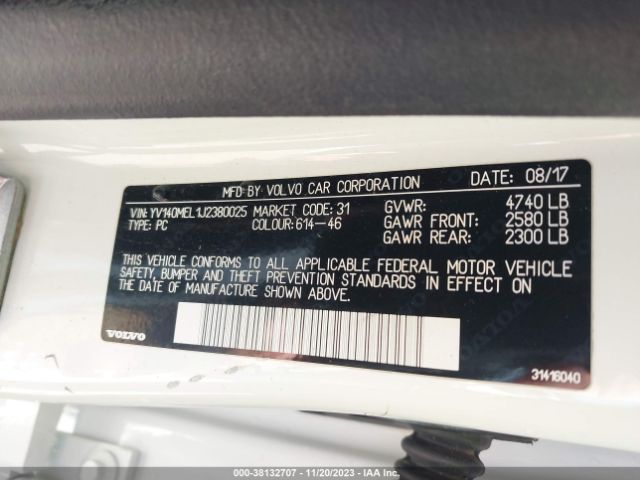 MFD BY VOLVO CAR CORPORATION DATE: 08/17
VIN: YV140MEL1J2380025 MARKET CODE: 31 GVWR: 4740 LB
TYPE: PC COLOUR: 614-46 GAWR FRONT: 2580 LB
GAWR REAR: 2300 LB
THIS VEHICLE CONFORMS TO ALL APPLICABLE FEDERAL MOTOR VEHICLE
SAFETY, BUMPER AND THEFT PREVENTION STANDARDS IN EFFECT ON
THE DATE OF MANUFACTURE SHOWN ABOVE.
VOLVO
31416040
000-38132707 - 11/20/2023 - IAA Inc.